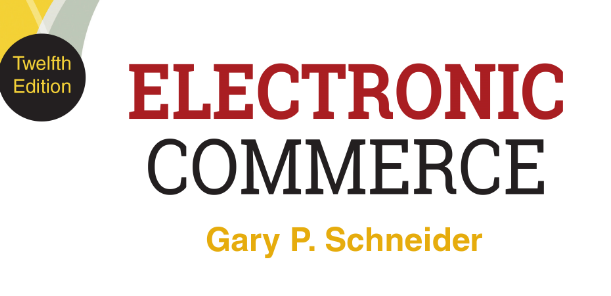 Twelfth
Edition
ELECTRONIC
COMMERCE
Gary P. Schneider